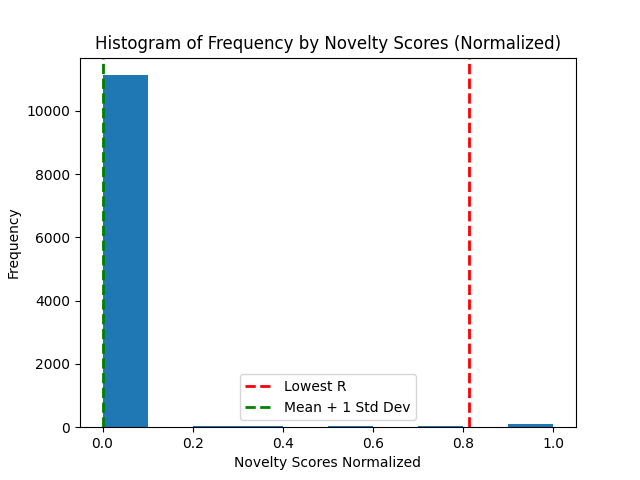 Histogram of Frequency by Novelty Scores (Normalized)
Frequency
10000
8000
6000
4000
2000
0
Lowest R
Mean + 1 Std Dev
0.0 0.2 0.4 0.6 0.8 1.0
Novelty Scores Normalized